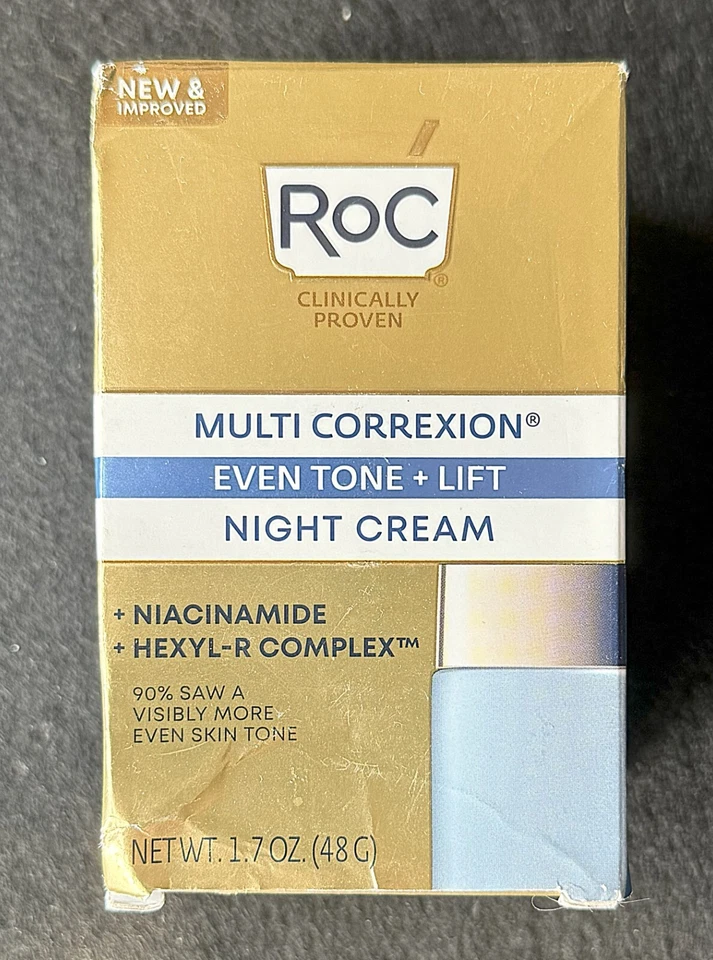 NEW &
IMPROVED
RoC®
CLINICALLY
PROVEN
MULTI CORREXION®
EVEN TONE + LIFT
NIGHT CREAM
+ NIACINAMIDE
+ HEXYL-R COMPLEX™
90% SAW A
VISIBLY MORE
EVEN SKIN TONE
NET WT. 1.7 OZ. (48 G)